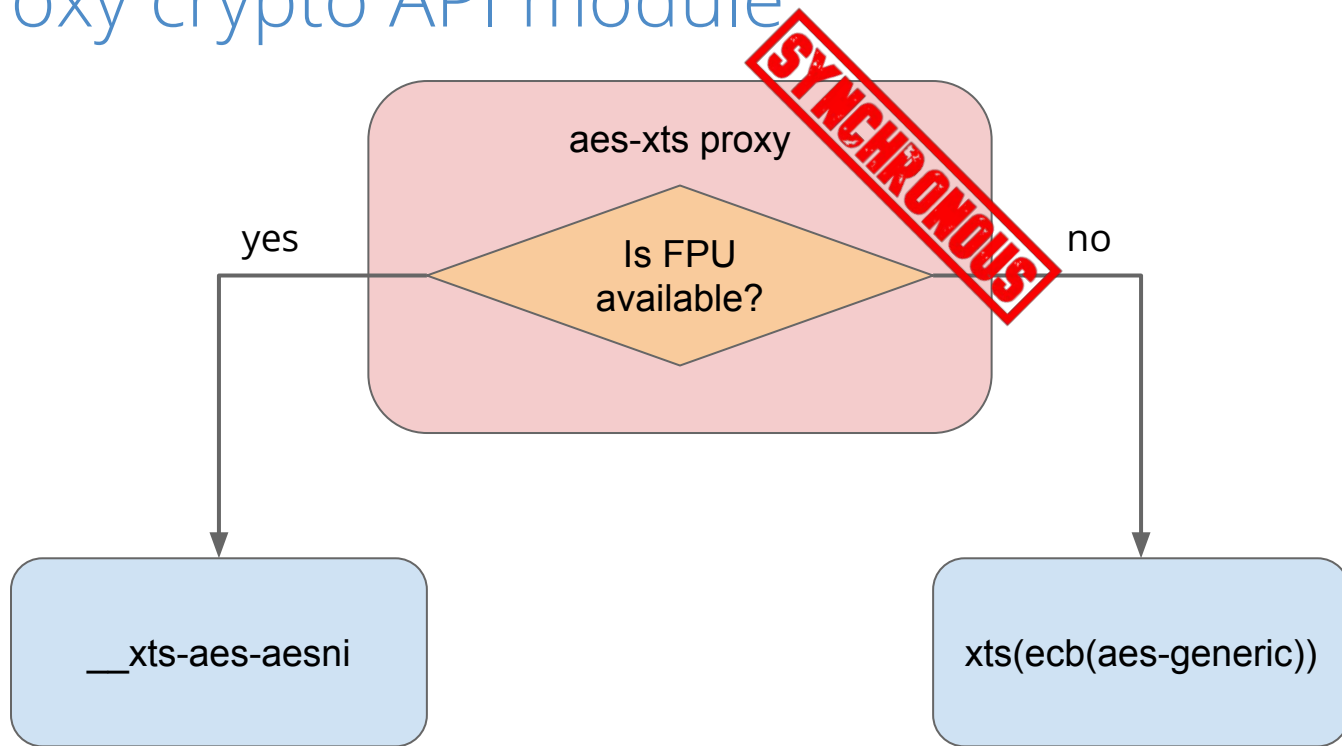 oxy crypto API module
SYNCHRONOUS
aes-xts proxy
yes
Is FPU
available?
no
__xts-aes-aesni
xts(ecb(aes-generic))